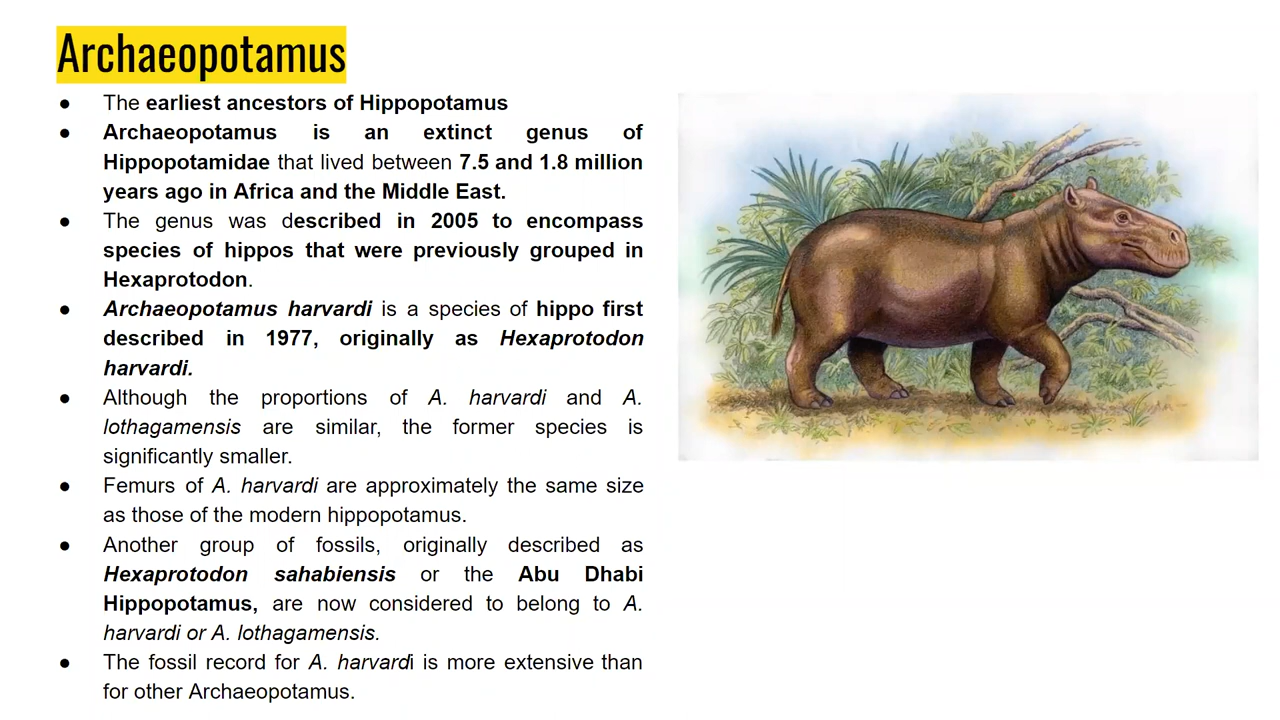 Archaeopotamus
● The earliest ancestors of Hippopotamus
● Archaeopotamus is an extinct genus of
Hippopotamidae that lived between 7.5 and 1.8 million
years ago in Africa and the Middle East.
● The genus was described in 2005 to encompass
species of hippos that were previously grouped in
Hexaprotodon.
● Archaeopotamus harvardi is a species of hippo first
described in 1977, originally as Hexaprotodon
harvardi.
● Although the proportions of A. harvardi and A.
lothagamensis are similar, the former species is
significantly smaller.
● Femurs of A. harvardi are approximately the same size
as those of the modern hippopotamus.
● Another group of fossils, originally described as
Hexaprotodon sahabiensis or the Abu Dhabi
Hippopotamus, are now considered to belong to A.
harvardi or A. lothagamensis.
● The fossil record for A. harvardi is more extensive than
for other Archaeopotamus.